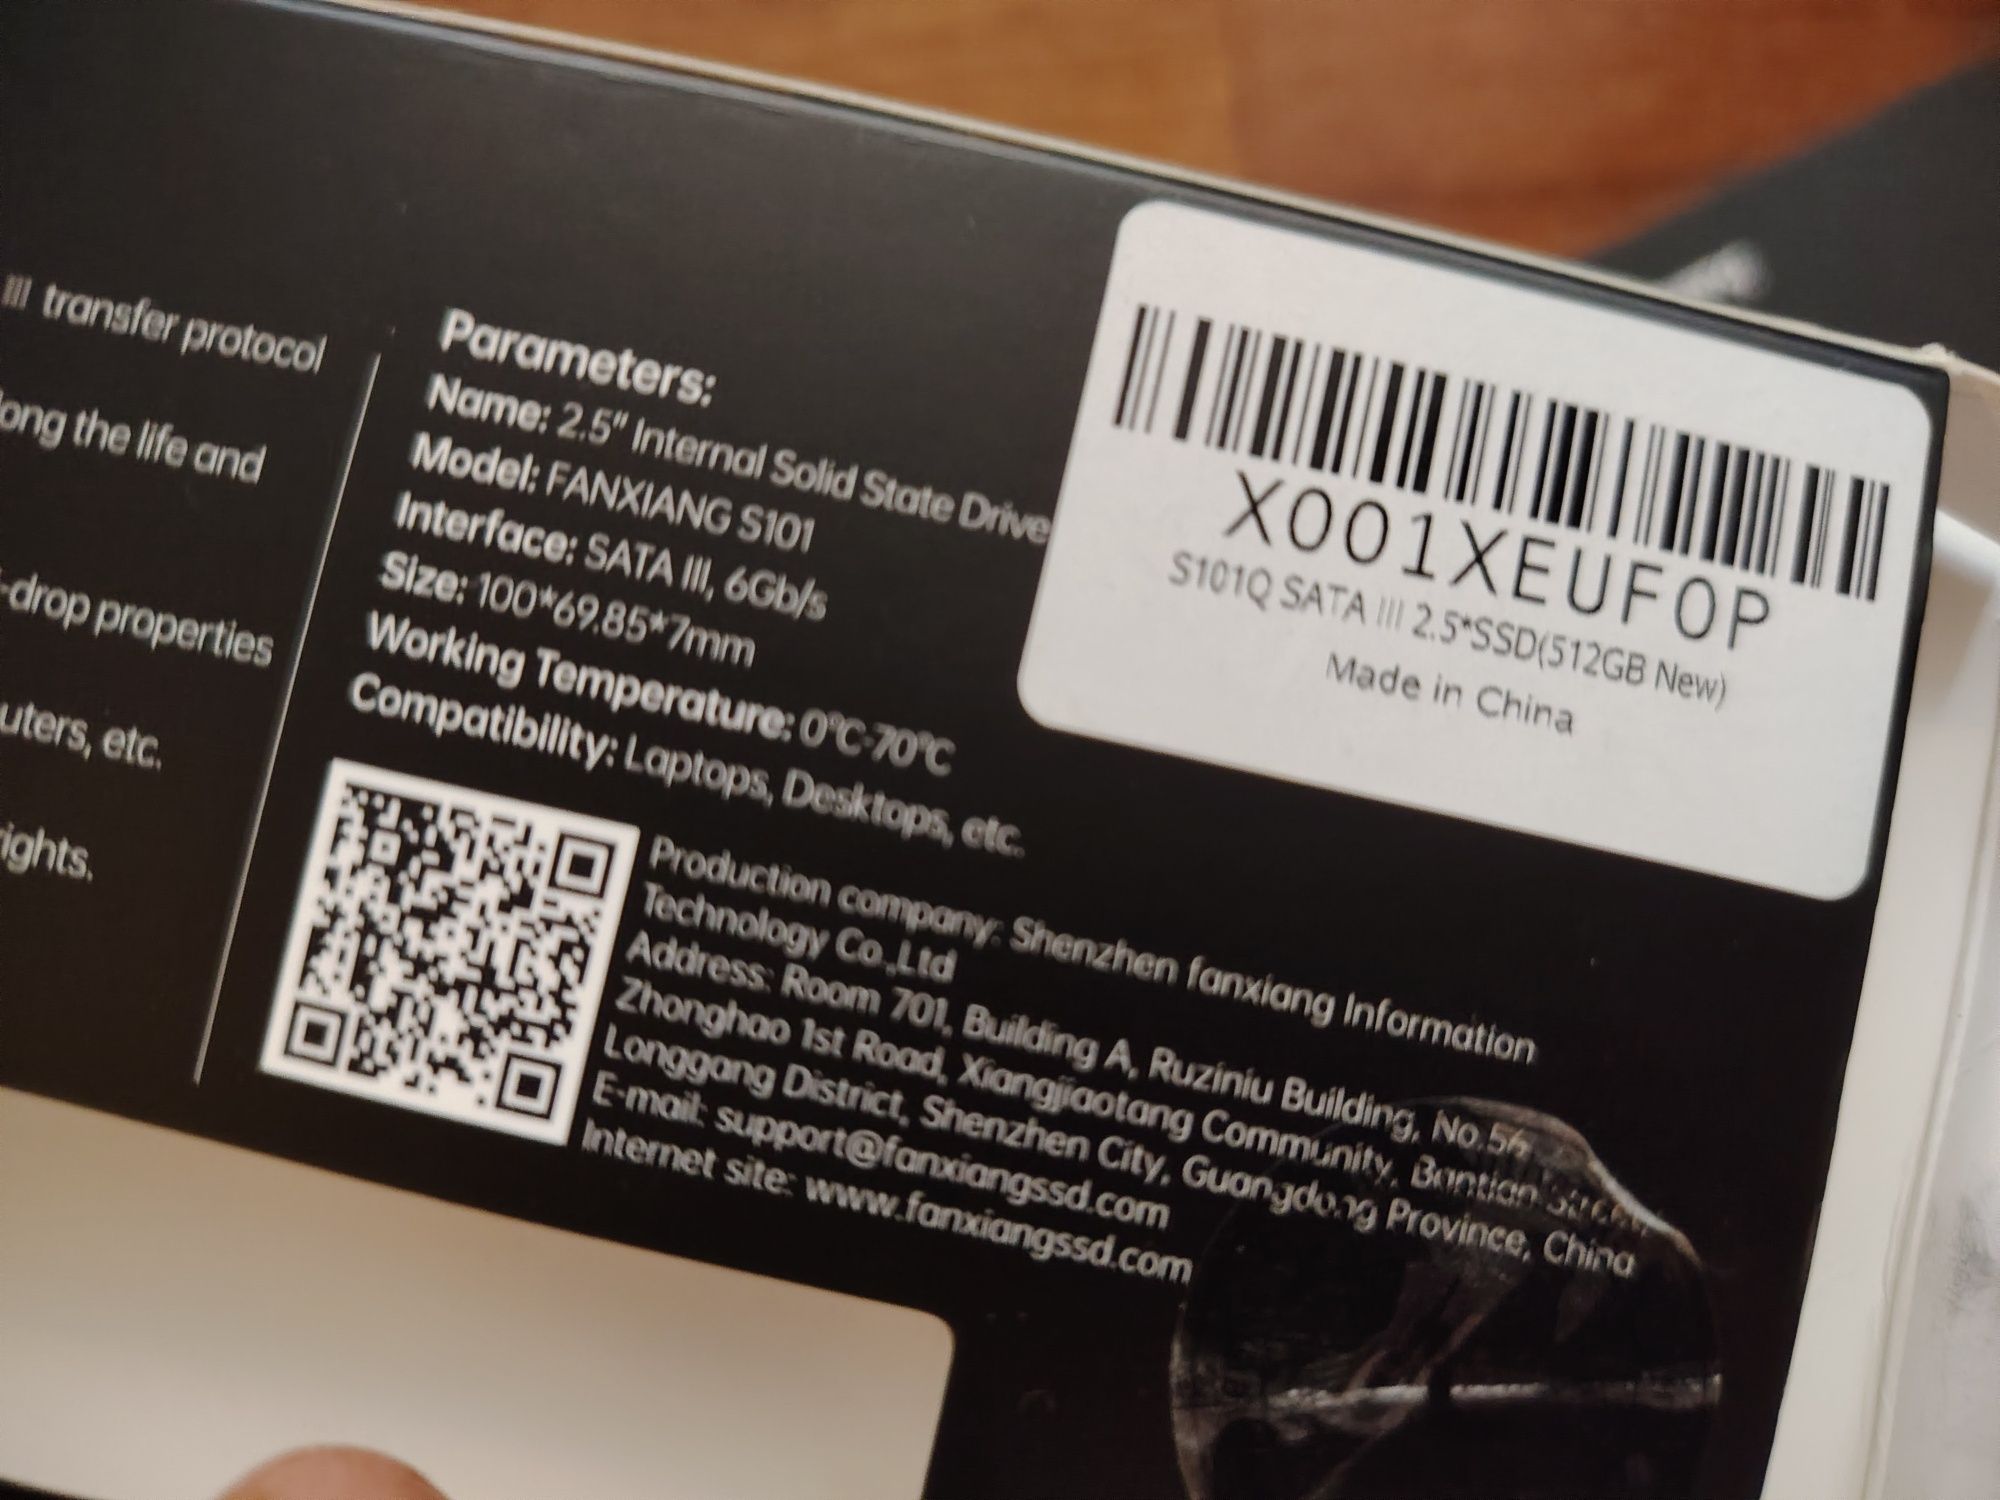 III transfer protocol
long the life and
-drop properties
uters, etc.
rights.
Parameters:
Name: 2.5" Internal Solid State Drive
Model: FANXIANG S101
Interface: SATA III, 6Gb/s
Size: 100*69.85*7mm
Working Temperature: 0°C-70°C
Compatibility: Laptops, Desktops, etc.
Production company: Shenzhen fanxiang Information
Technology Co.,Ltd
Address: Room 701, Building A, Ruziniu Building, No.56
Zhonghao 1st Road, Xiangjiaotang Community, Bantian Street
Longgang District, Shenzhen City, Guangdong Province, China
E-mail: support@fanxiangssd.com
Internet site: www.fanxiangssd.com
X001XEUF0P
S101Q SATA III 2.5*SSD(512GB New)
Made in China